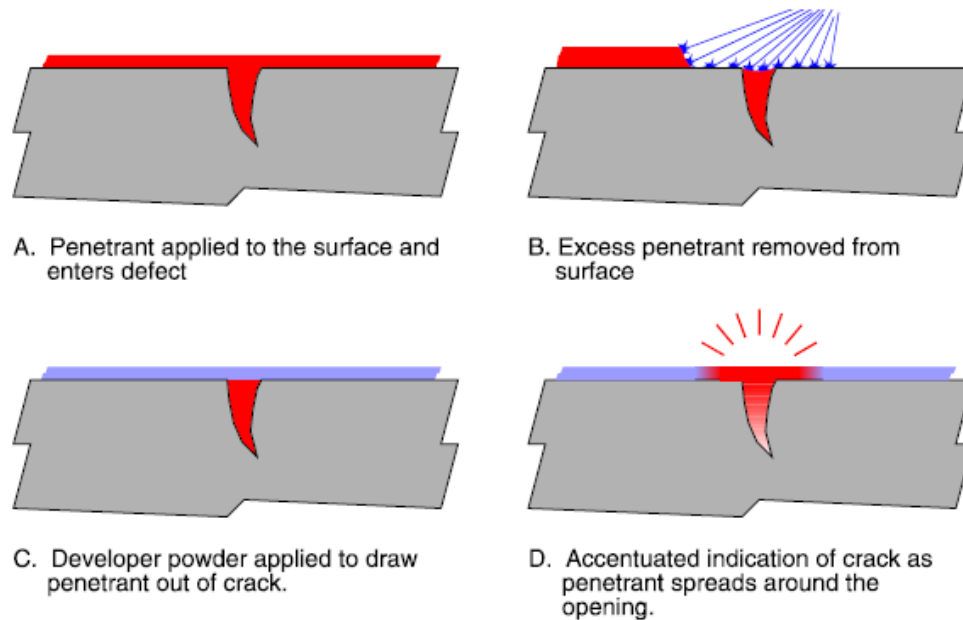 A. Penetrant applied to the surface and
enters defect
B. Excess penetrant removed from
surface
C. Developer powder applied to draw
penetrant out of crack.
D. Accentuated indication of crack as
penetrant spreads around the
opening.